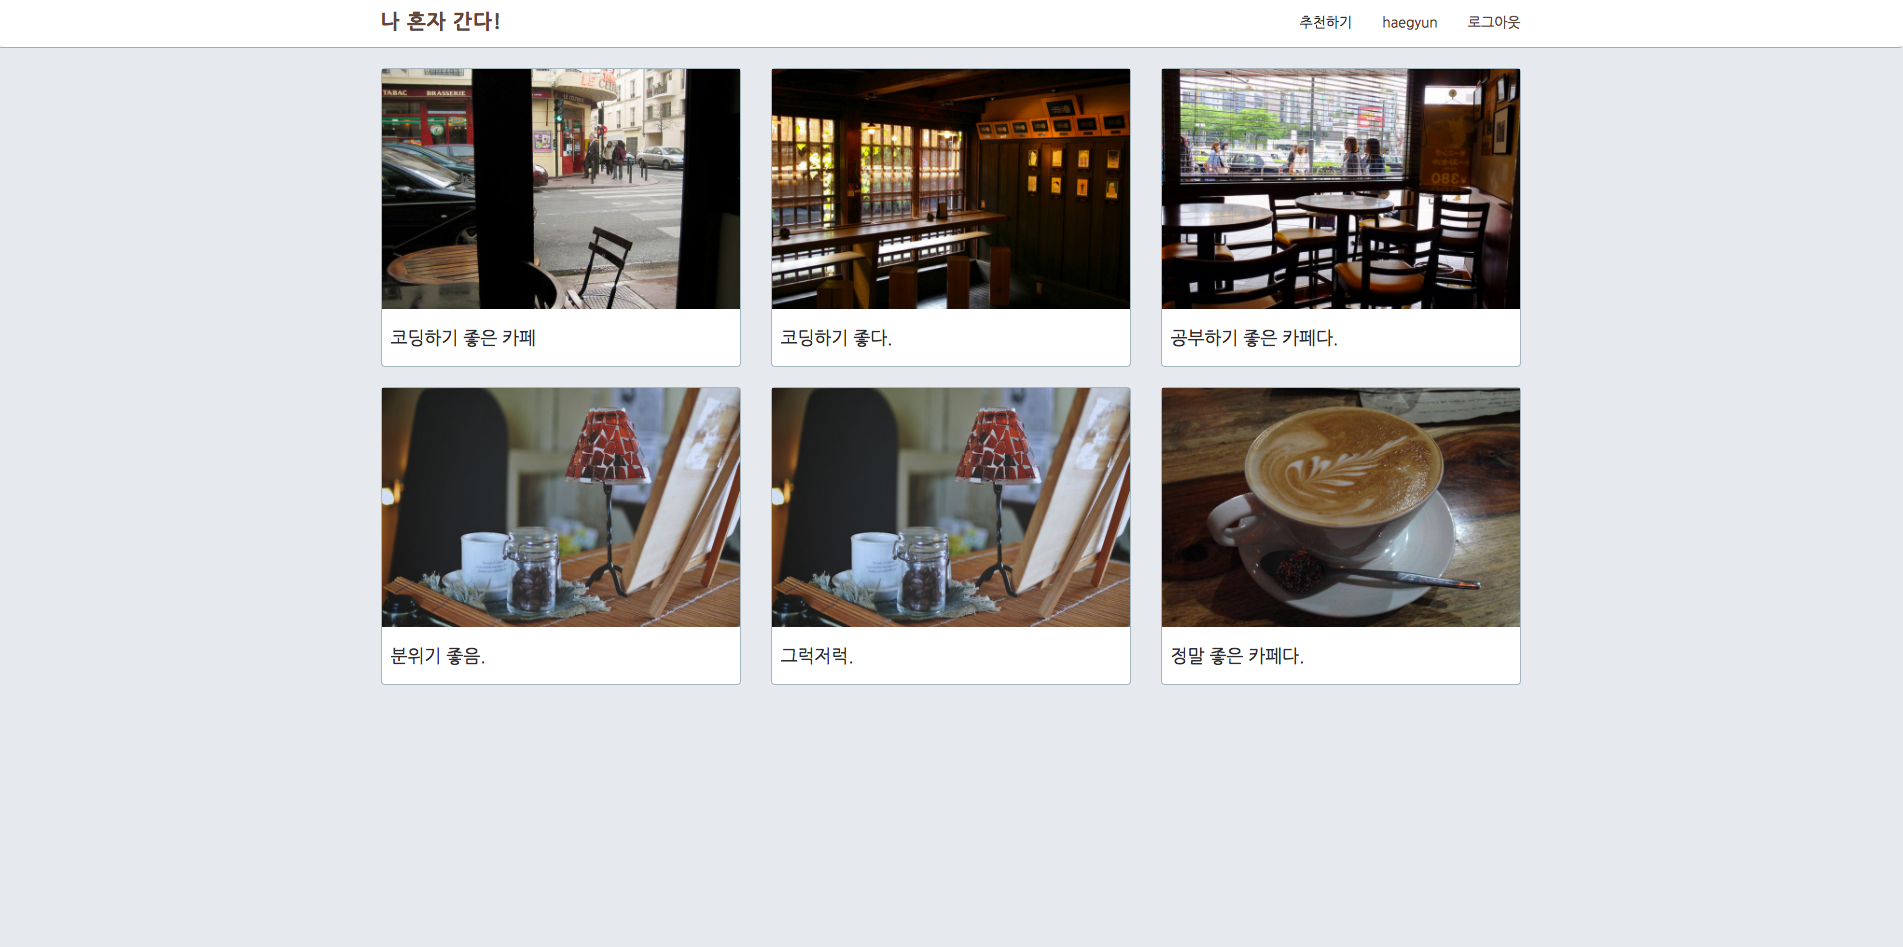 나 혼자 간다!
추천하기 haegyun 로그아웃
TABAC BRASSERIE
코딩하기 좋은 카페
코딩하기 좋다.
공부하기 좋은 카페다.
분위기 좋음.
그럭저럭.
정말 좋은 카페다.